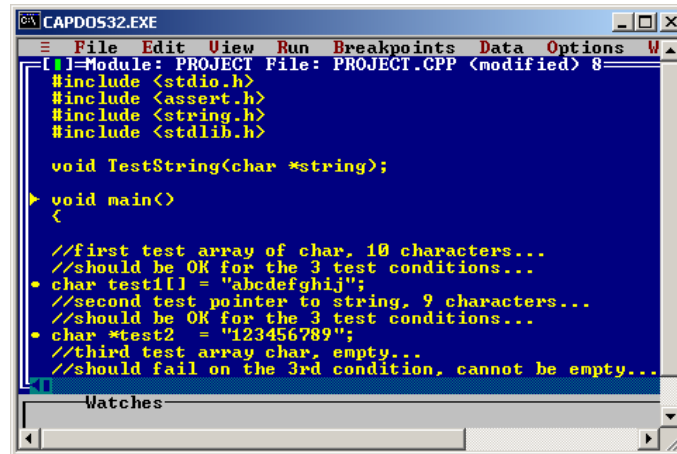 CAPDOS32.EXE
≡ File Edit View Run Breakpoints Data Options W
[▮]=Module: PROJECT File: PROJECT.CPP (modified) 8
#include <stdio.h>
#include <assert.h>
#include <string.h>
#include <stdlib.h>
void TestString(char *string);
void main()
{
//first test array of char, 10 characters...
//should be OK for the 3 test conditions...
char test1[] = "abcdefghij";
//second test pointer to string, 9 characters...
//should be OK for the 3 test conditions...
char *test2  = "123456789";
//third test array char, empty...
//should fail on the 3rd condition, cannot be empty...
Watches